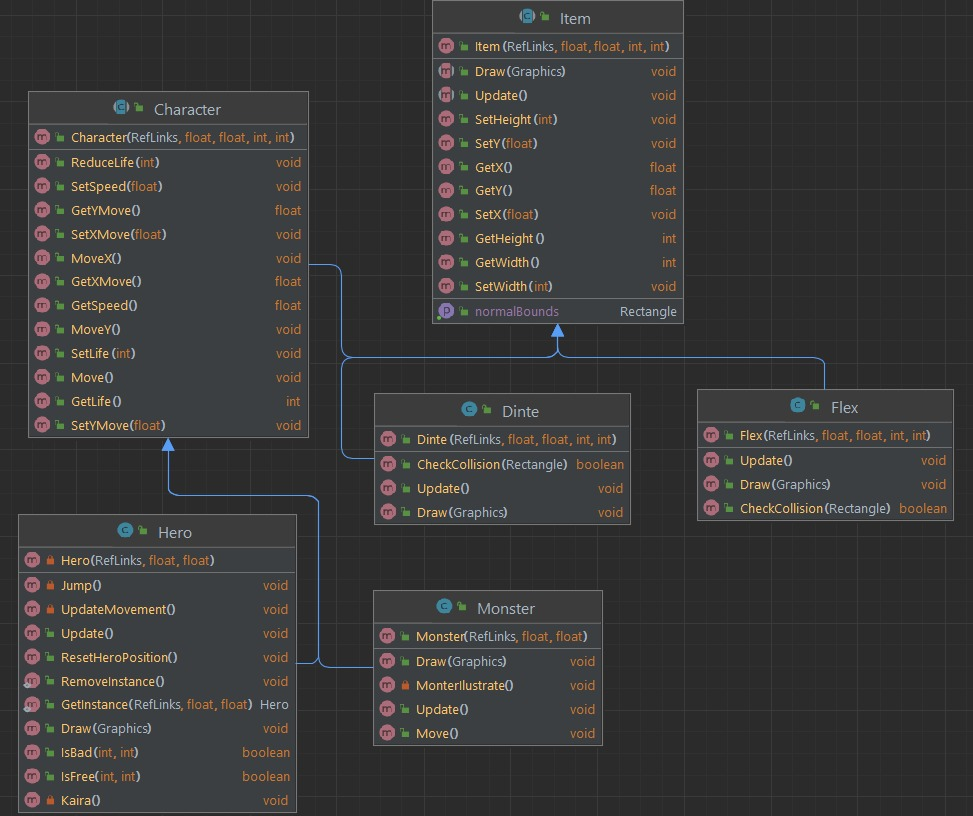 Item
Item (RefLinks, float, float, int, int)
Draw(Graphics) void
Update() void
SetHeight (int) void
SetY(float) void
GetX() float
GetY() float
SetX(float) void
GetHeight () int
GetWidth() int
SetWidth (int) void
normalBounds Rectangle
Character
Character(RefLinks, float, float, int, int)
ReduceLife(int) void
SetSpeed(float) void
GetYMove() float
SetXMove(float) void
MoveX() void
GetXMove() float
GetSpeed() float
MoveY() void
SetLife (int) void
Move() void
GetLife() int
SetYMove(float) void
Dinte
Dinte (RefLinks, float, float, int, int)
CheckCollision(Rectangle) boolean
Update() void
Draw(Graphics) void
Flex
Flex(RefLinks, float, float, int, int)
Update() void
Draw(Graphics) void
CheckCollision(Rectangle) boolean
Hero
Hero(RefLinks, float, float)
Jump() void
UpdateMovement() void
Update() void
ResetHeroPosition() void
RemoveInstance() void
GetInstance(RefLinks, float, float) Hero
Draw(Graphics) void
IsBad(int, int) boolean
IsFree(int, int) boolean
Kaira() void
Monster
Monster(RefLinks, float, float)
Draw(Graphics) void
MonterIlustrate() void
Update() void
Move() void